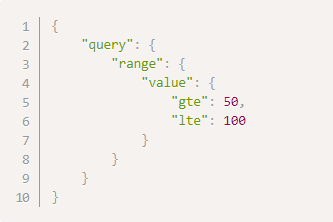 1 {
2     "query": {
3         "range": {
4             "value": {
5                 "gte": 50,
6                 "lte": 100
7             }
8         }
9     }
10 }